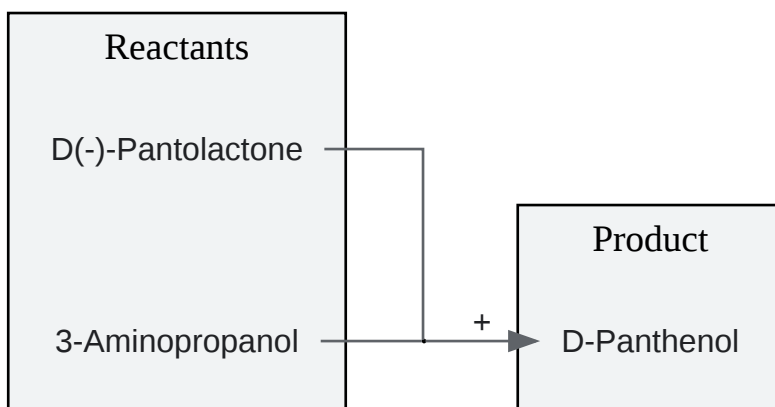 Reactants
D(-)-Pantolactone
3-Aminopropanol
+
Product
D-Panthenol